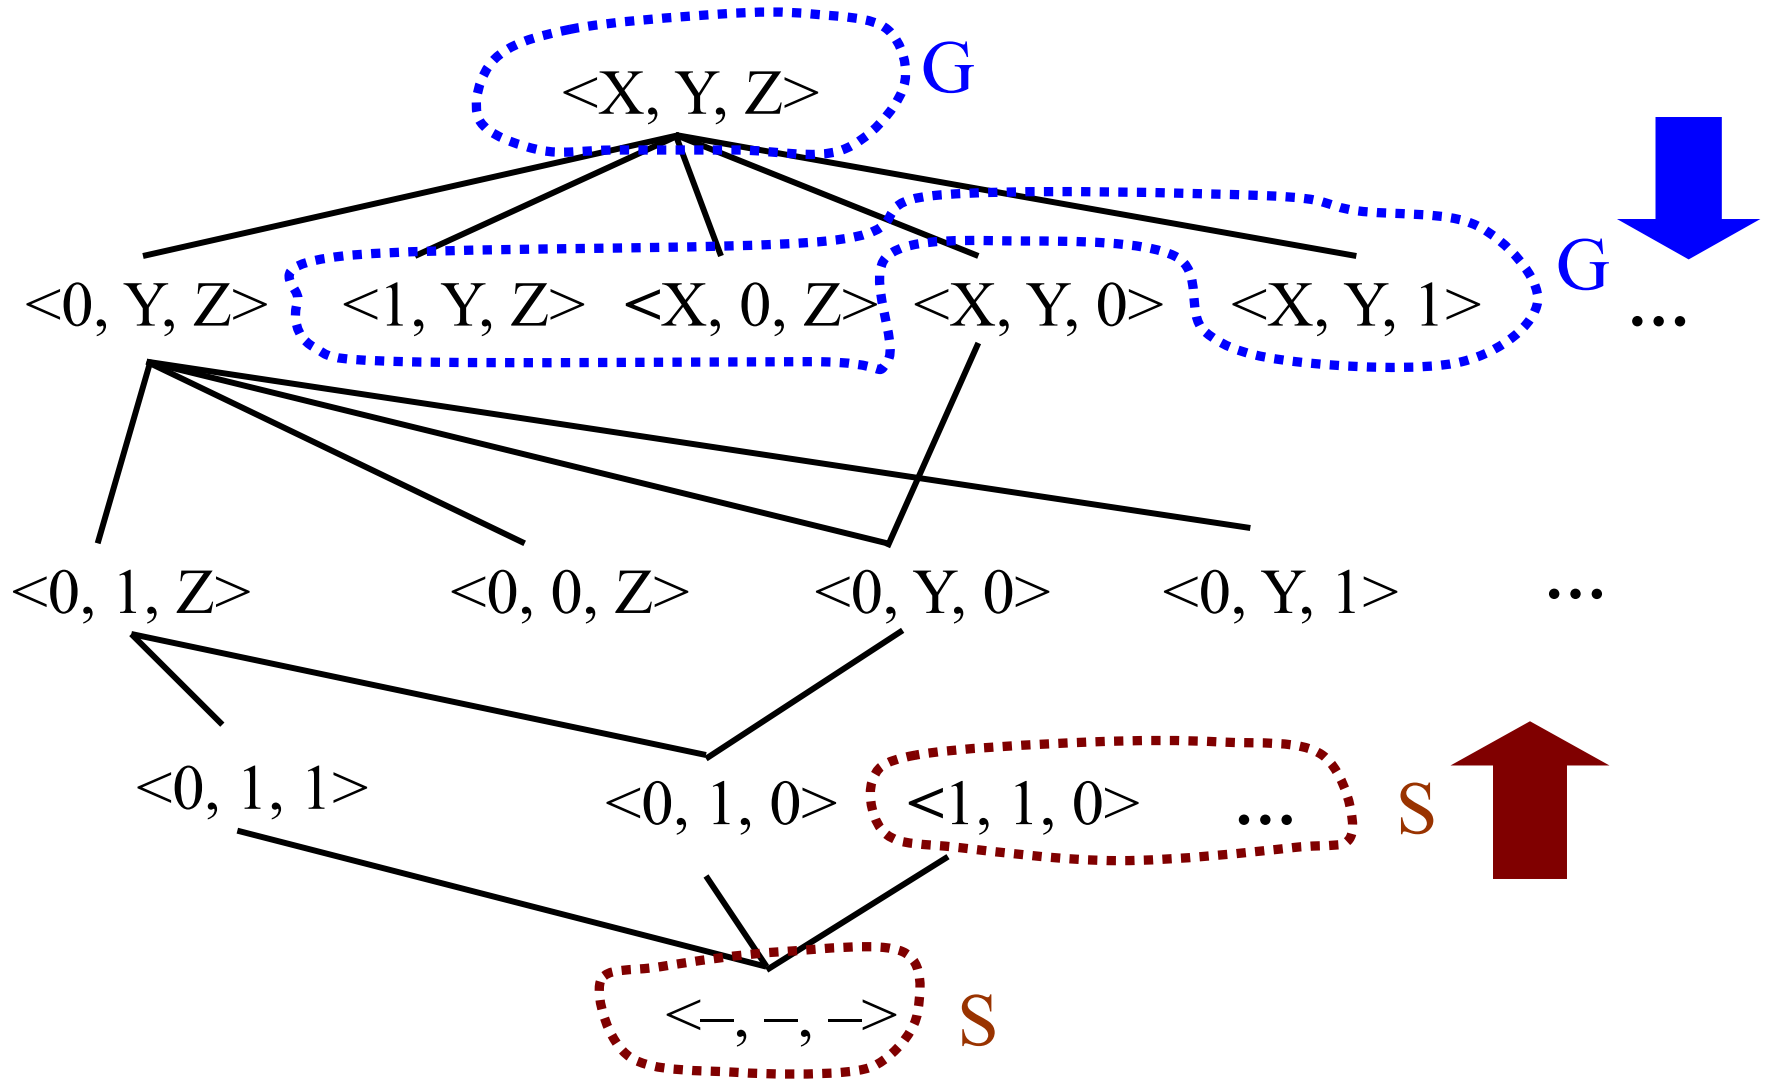 <X, Y, Z> G
<0, Y, Z> <1, Y, Z> <X, 0, Z> <X, Y, 0> <X, Y, 1> ... G
<0, 1, Z> <0, 0, Z> <0, Y, 0> <0, Y, 1> ...
<0, 1, 1> <0, 1, 0> <1, 1, 0> ... S
<–, –, –> S